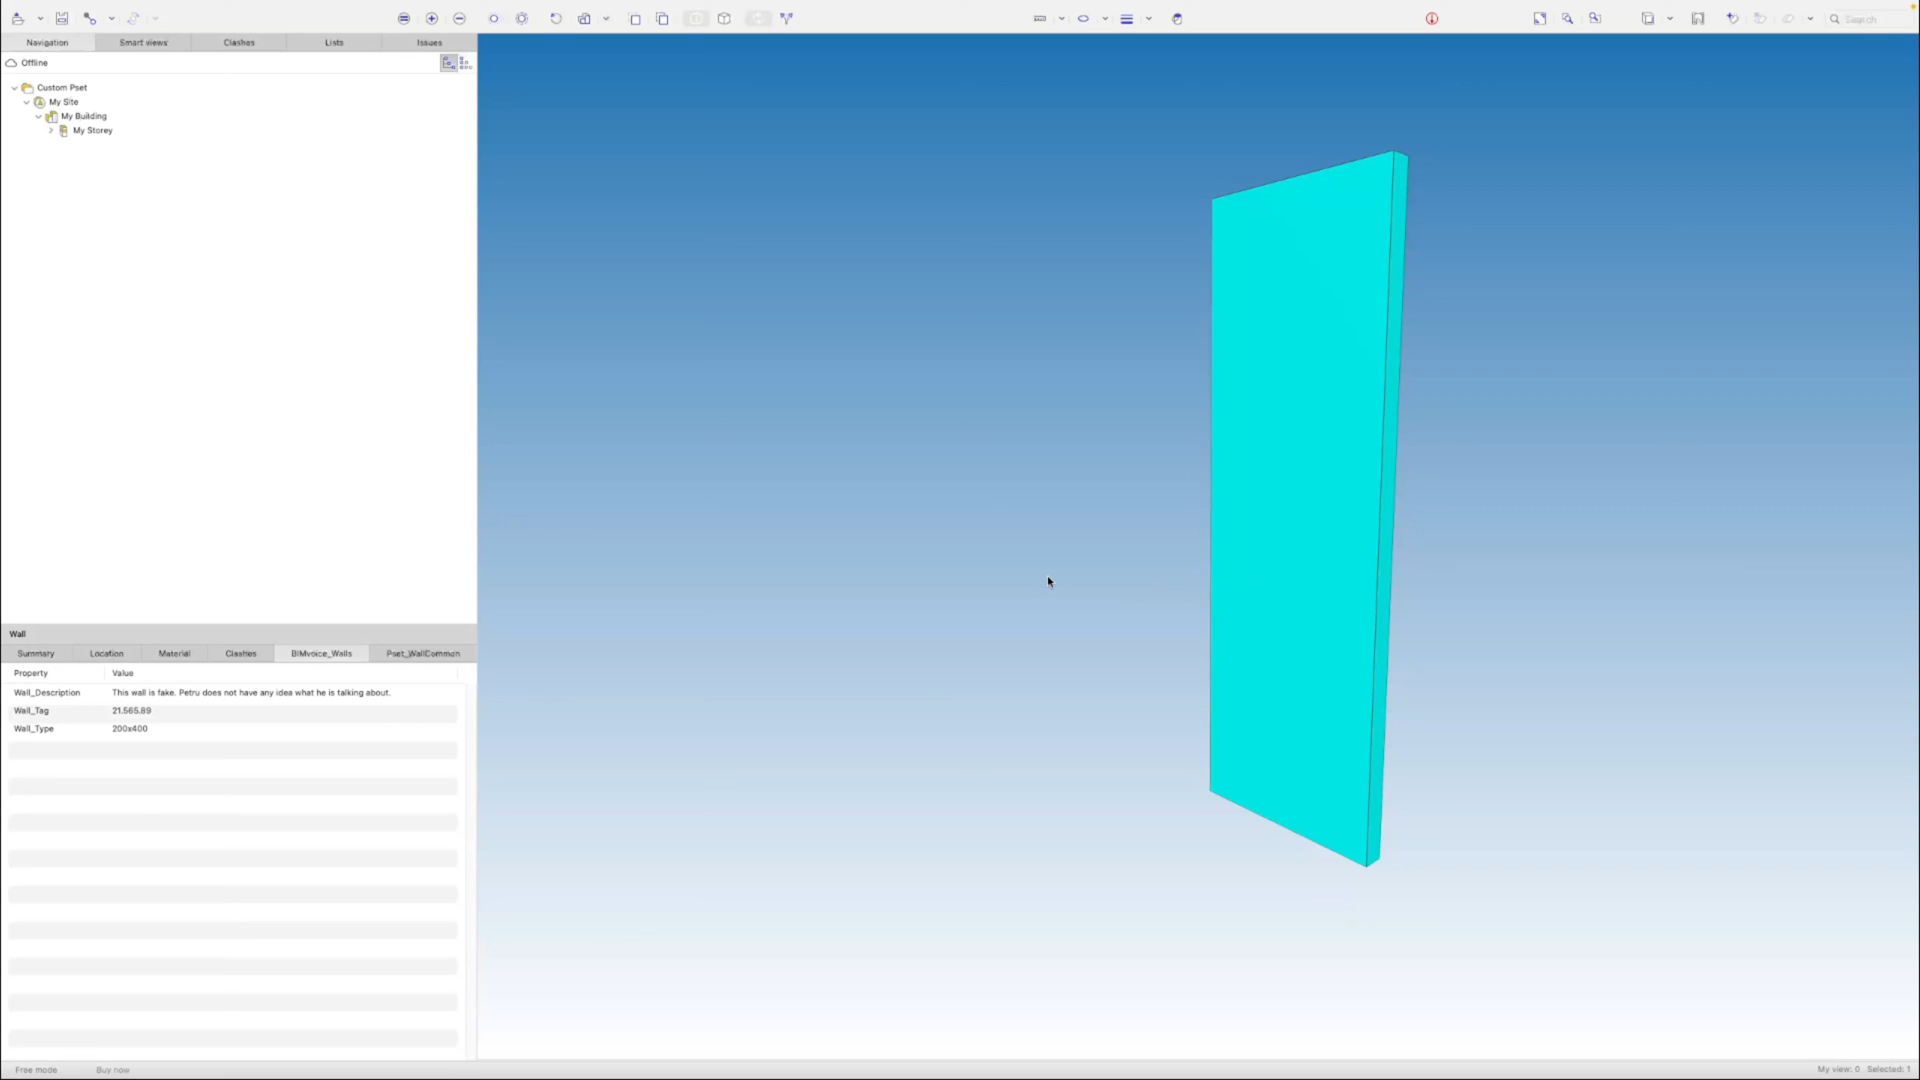 Search
Navigation Smart views Clashes Lists Issues
Offline
Custom Pset
My Site
My Building
My Storey
Wall
Summary Location Material Clashes BIMvoice_Walls Pset_WallCommon
Property Value
Wall_Description This wall is fake. Petru does not have any idea what he is talking about.
Wall_Tag 21.565.89
Wall_Type 200x400
Free mode Buy now My view: 0 Selected: 1